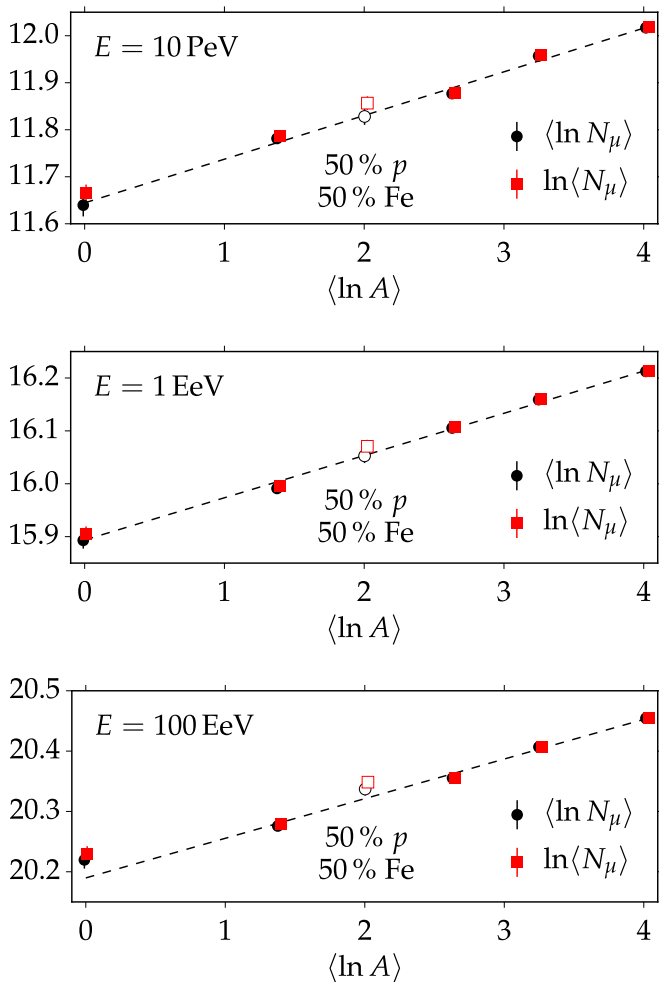 12.0
E = 10 PeV
11.9
⟨ln N_μ⟩
11.8
50 % p
ln⟨N_μ⟩
11.7
50 % Fe
11.6
0 1 2 3 4
⟨ln A⟩
16.2
E = 1 EeV
16.1
⟨ln N_μ⟩
16.0
50 % p
ln⟨N_μ⟩
50 % Fe
15.9
0 1 2 3 4
⟨ln A⟩
20.5
E = 100 EeV
20.4
⟨ln N_μ⟩
20.3
50 % p
ln⟨N_μ⟩
50 % Fe
20.2
0 1 2 3 4
⟨ln A⟩